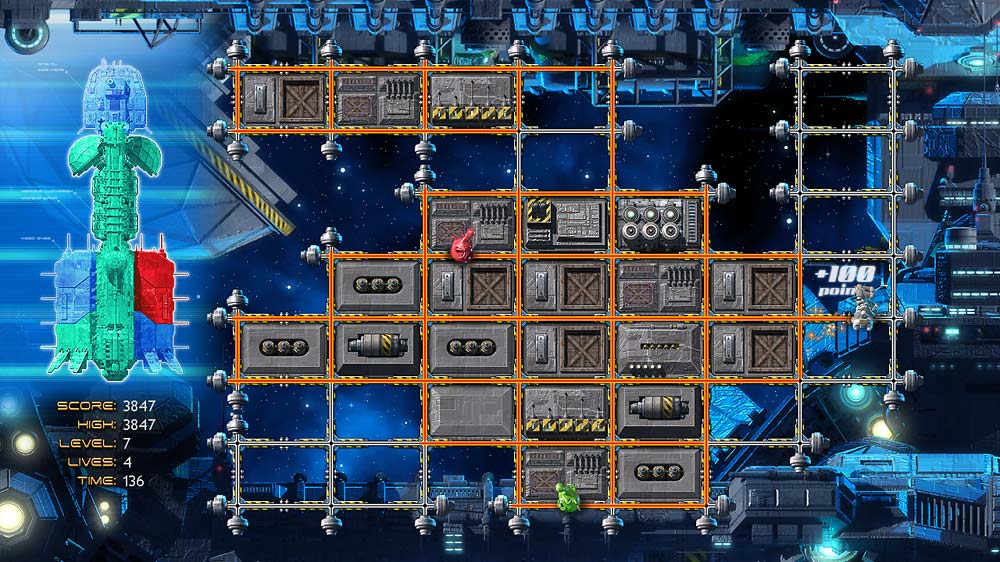 +100
points
SCORE: 3847
HIGH: 3847
LEVEL: 7
LIVES: 4
TIME: 136